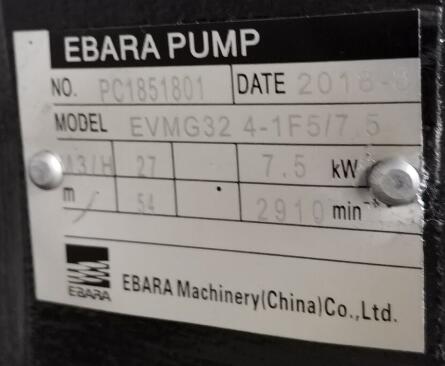 EBARA PUMP
NO. PC1851801 DATE 2018-
MODEL EVMG32 4-1F5/7.5
27 7.5 kW
m 54 2910 min
EBARA EBARA Machinery(China)Co.,Ltd.